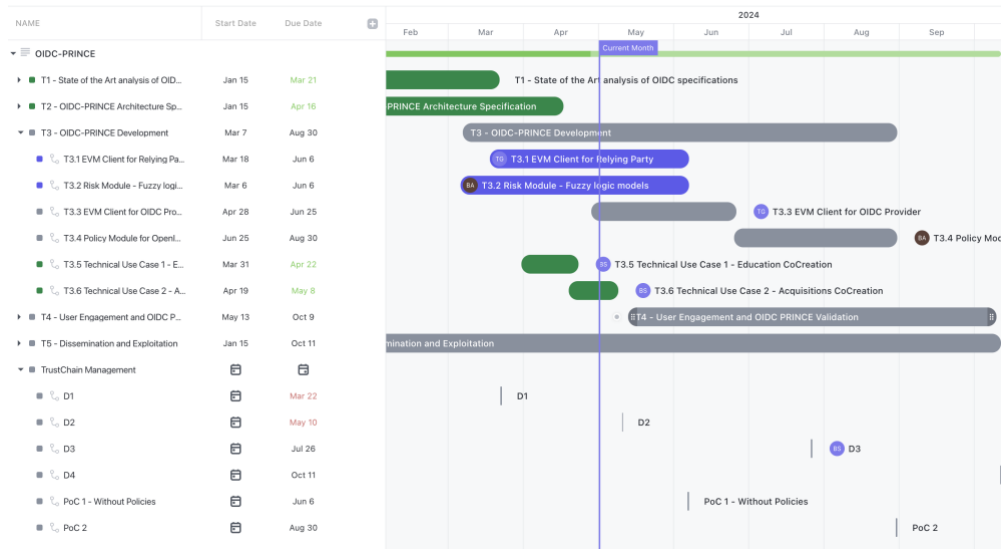 2024
NAME Start Date Due Date Feb Mar Apr May Jun Jul Aug Sep
Current Month
OIDC-PRINCE
T1 - State of the Art analysis of OID... Jan 15 Mar 21 T1 - State of the Art analysis of OIDC specifications
T2 - OIDC-PRINCE Architecture Sp... Jan 15 Apr 16 PRINCE Architecture Specification
T3 - OIDC-PRINCE Development Mar 7 Aug 30 T3 - OIDC-PRINCE Development
T3.1 EVM Client for Relying Pa... Mar 18 Jun 6 TG T3.1 EVM Client for Relying Party
T3.2 Risk Module - Fuzzy logi... Mar 6 Jun 6 BA T3.2 Risk Module - Fuzzy logic models
T3.3 EVM Client for OIDC Pro... Apr 28 Jun 25 TG T3.3 EVM Client for OIDC Provider
T3.4 Policy Module for OpenI... Jun 25 Aug 30 BA T3.4 Policy Mod
T3.5 Technical Use Case 1 - E... Mar 31 Apr 22 BS T3.5 Technical Use Case 1 - Education CoCreation
T3.6 Technical Use Case 2 - A... Apr 19 May 8 BS T3.6 Technical Use Case 2 - Acquisitions CoCreation
T4 - User Engagement and OIDC P... May 13 Oct 9 T4 - User Engagement and OIDC PRINCE Validation
T5 - Dissemination and Exploitation Jan 15 Oct 11 mination and Exploitation
TrustChain Management
D1 Mar 22 D1
D2 May 10 D2
D3 Jul 26 BS D3
D4 Oct 11
PoC 1 - Without Policies Jun 6 PoC 1 - Without Policies
PoC 2 Aug 30 PoC 2